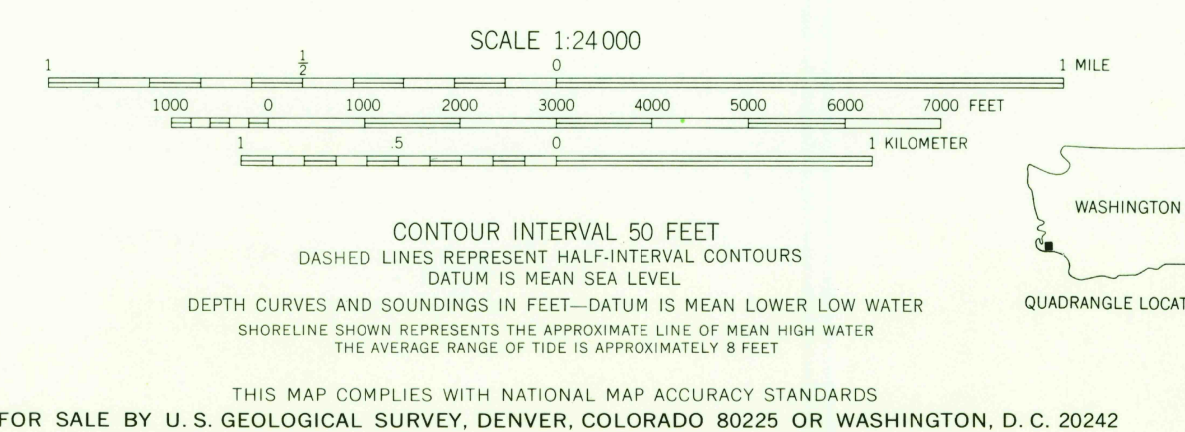 SCALE 1:24 000
1 1/2 0 1 MILE
1000 0 1000 2000 3000 4000 5000 6000 7000 FEET
1 .5 0 1 KILOMETER
CONTOUR INTERVAL 50 FEET
DASHED LINES REPRESENT HALF-INTERVAL CONTOURS
DATUM IS MEAN SEA LEVEL
DEPTH CURVES AND SOUNDINGS IN FEET—DATUM IS MEAN LOWER LOW WATER
SHORELINE SHOWN REPRESENTS THE APPROXIMATE LINE OF MEAN HIGH WATER
THE AVERAGE RANGE OF TIDE IS APPROXIMATELY 8 FEET
THIS MAP COMPLIES WITH NATIONAL MAP ACCURACY STANDARDS
FOR SALE BY U. S. GEOLOGICAL SURVEY, DENVER, COLORADO 80225 OR WASHINGTON, D. C. 20242
WASHINGTON
QUADRANGLE LOCAT